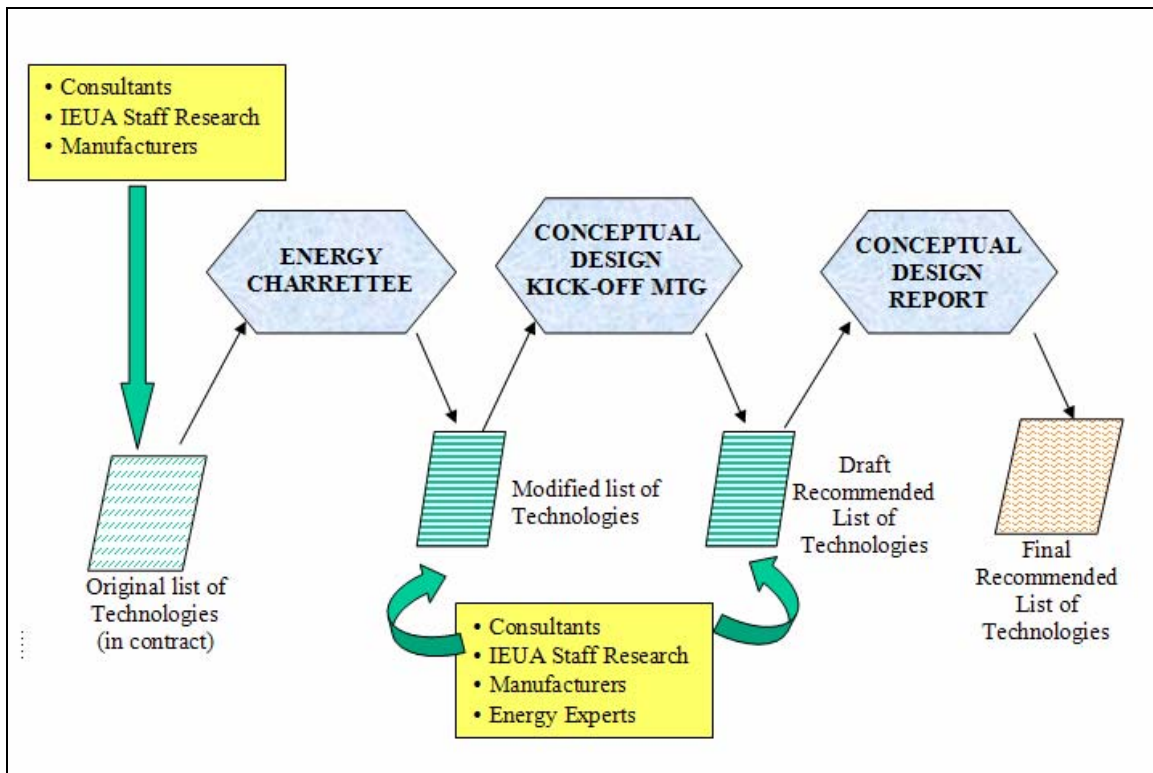 • Consultants
• IEUA Staff Research
• Manufacturers
ENERGY
CHARRETTEE
CONCEPTUAL
DESIGN
KICK-OFF MTG
CONCEPTUAL
DESIGN
REPORT
Original list of
Technologies
(in contract)
Modified list of
Technologies
Draft
Recommended
List of
Technologies
Final
Recommended
List of
Technologies
• Consultants
• IEUA Staff Research
• Manufacturers
• Energy Experts